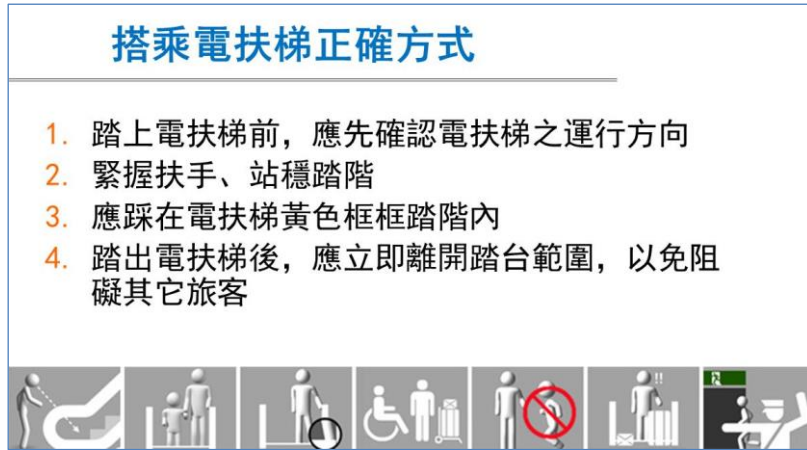 搭乘電扶梯正確方式
1. 踏上電扶梯前，應先確認電扶梯之運行方向
2. 緊握扶手、站穩踏階
3. 應踩在電扶梯黃色框框踏階內
4. 踏出電扶梯後，應立即離開踏台範圍，以免阻
礙其它旅客
!!